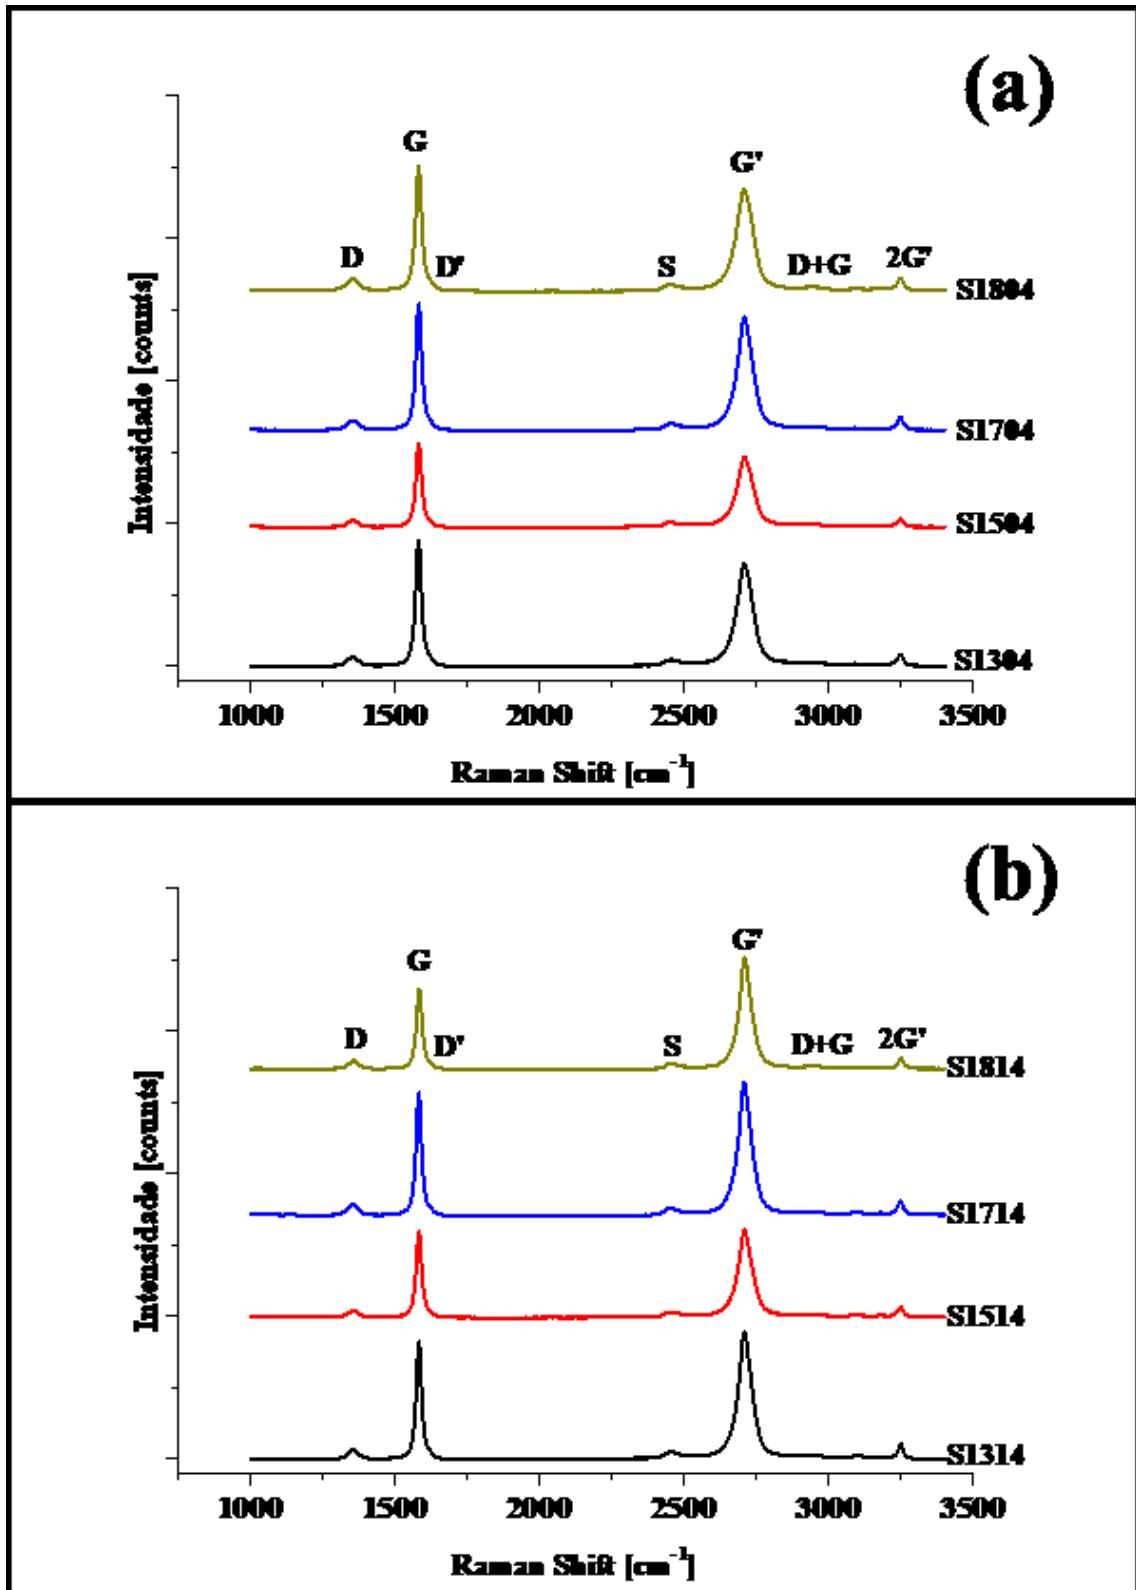 (a)
G
G'
D
D'
S
D+G
2G'
S1804
S1704
S1504
S1304
Intensidade [counts]
1000 1500 2000 2500 3000 3500
Raman Shift [cm⁻¹]
(b)
G'
G
D
D'
S
D+G
2G'
S1814
S1714
S1514
S1314
Intensidade [counts]
1000 1500 2000 2500 3000 3500
Raman Shift [cm⁻¹]